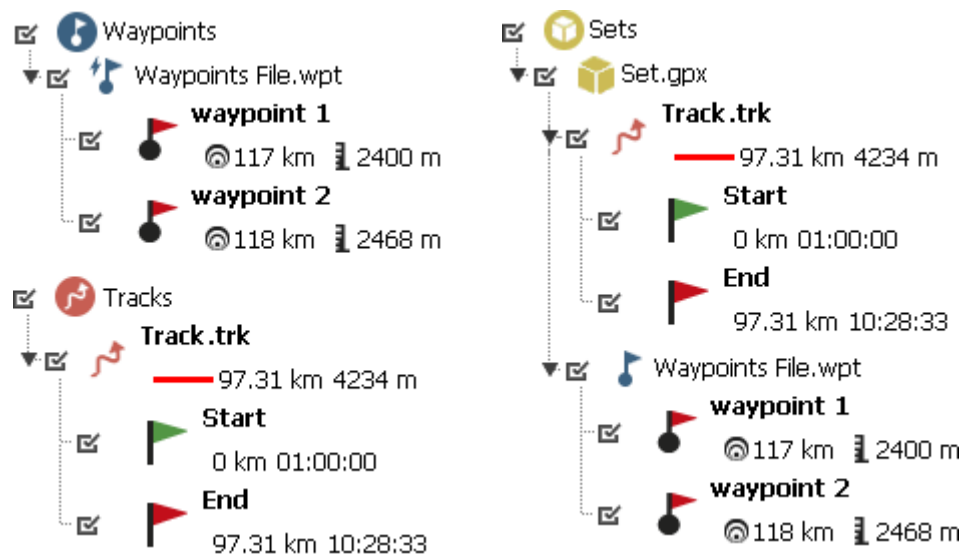 Waypoints
Waypoints File.wpt
waypoint 1
117 km 2400 m
waypoint 2
118 km 2468 m
Tracks
Track.trk
97.31 km 4234 m
Start
0 km 01:00:00
End
97.31 km 10:28:33
Sets
Set.gpx
Track.trk
97.31 km 4234 m
Start
0 km 01:00:00
End
97.31 km 10:28:33
Waypoints File.wpt
waypoint 1
117 km 2400 m
waypoint 2
118 km 2468 m